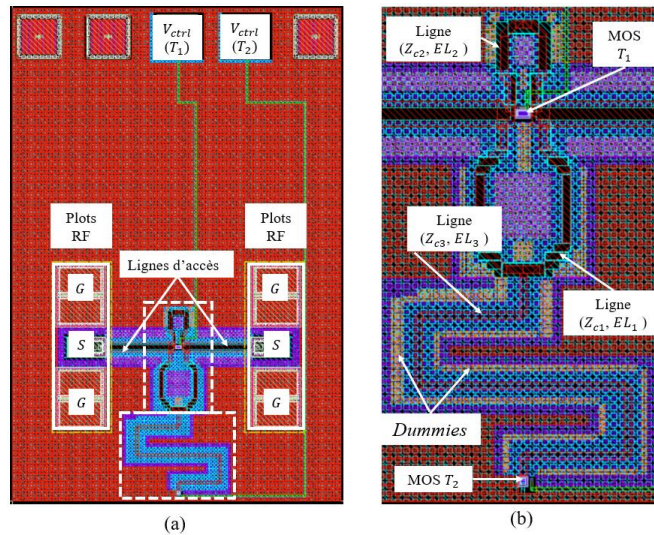 V_ctrl
(T_1)
V_ctrl
(T_2)
Plots
RF
Plots
RF
Lignes d'accès
G
S
G
G
S
G
(a)
Ligne
(Z_c2, EL_2)
MOS
T_1
Ligne
(Z_c3, EL_3)
Ligne
(Z_c1, EL_1)
Dummies
MOS T_2
(b)